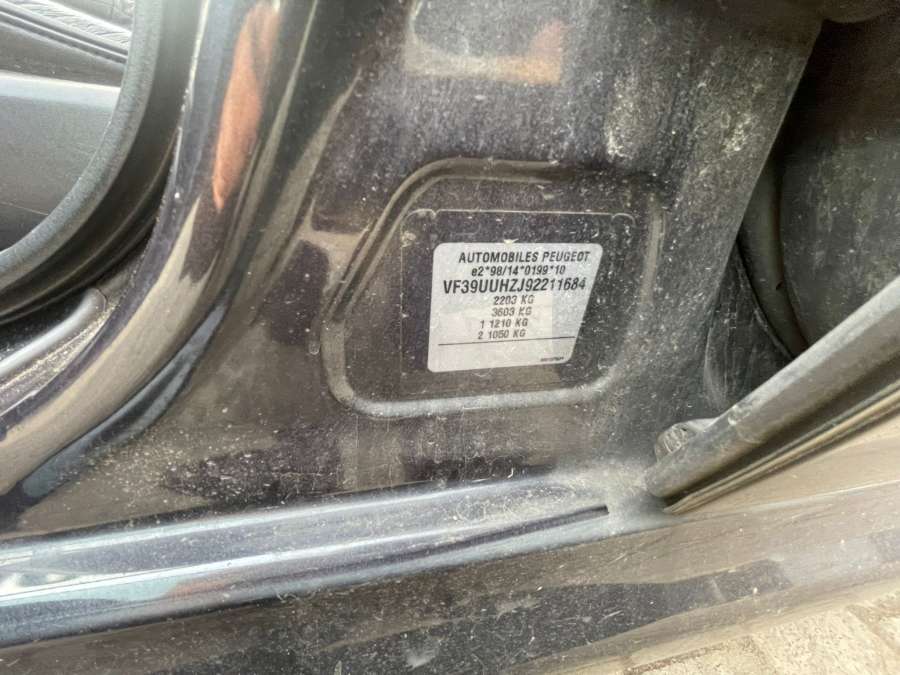 AUTOMOBILES PEUGEOT
e2*98/14*0199*10
VF39UUHZJ92211684
2203 KG
3603 KG
1 1210 KG
2 1050 KG